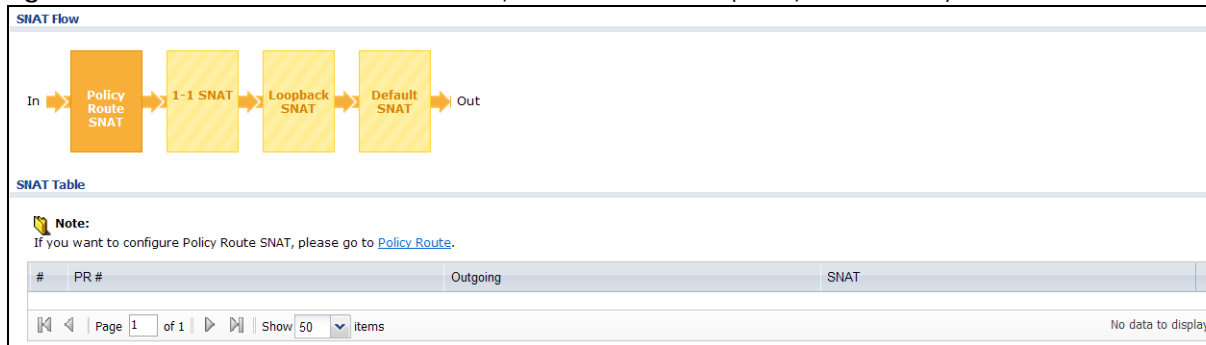 SNAT Flow
In
Policy
Route
SNAT
1-1 SNAT
Loopback
SNAT
Default
SNAT
Out
SNAT Table
Note:
If you want to configure Policy Route SNAT, please go to Policy Route.
# PR # Outgoing SNAT
Page 1 of 1 Show 50 items No data to display